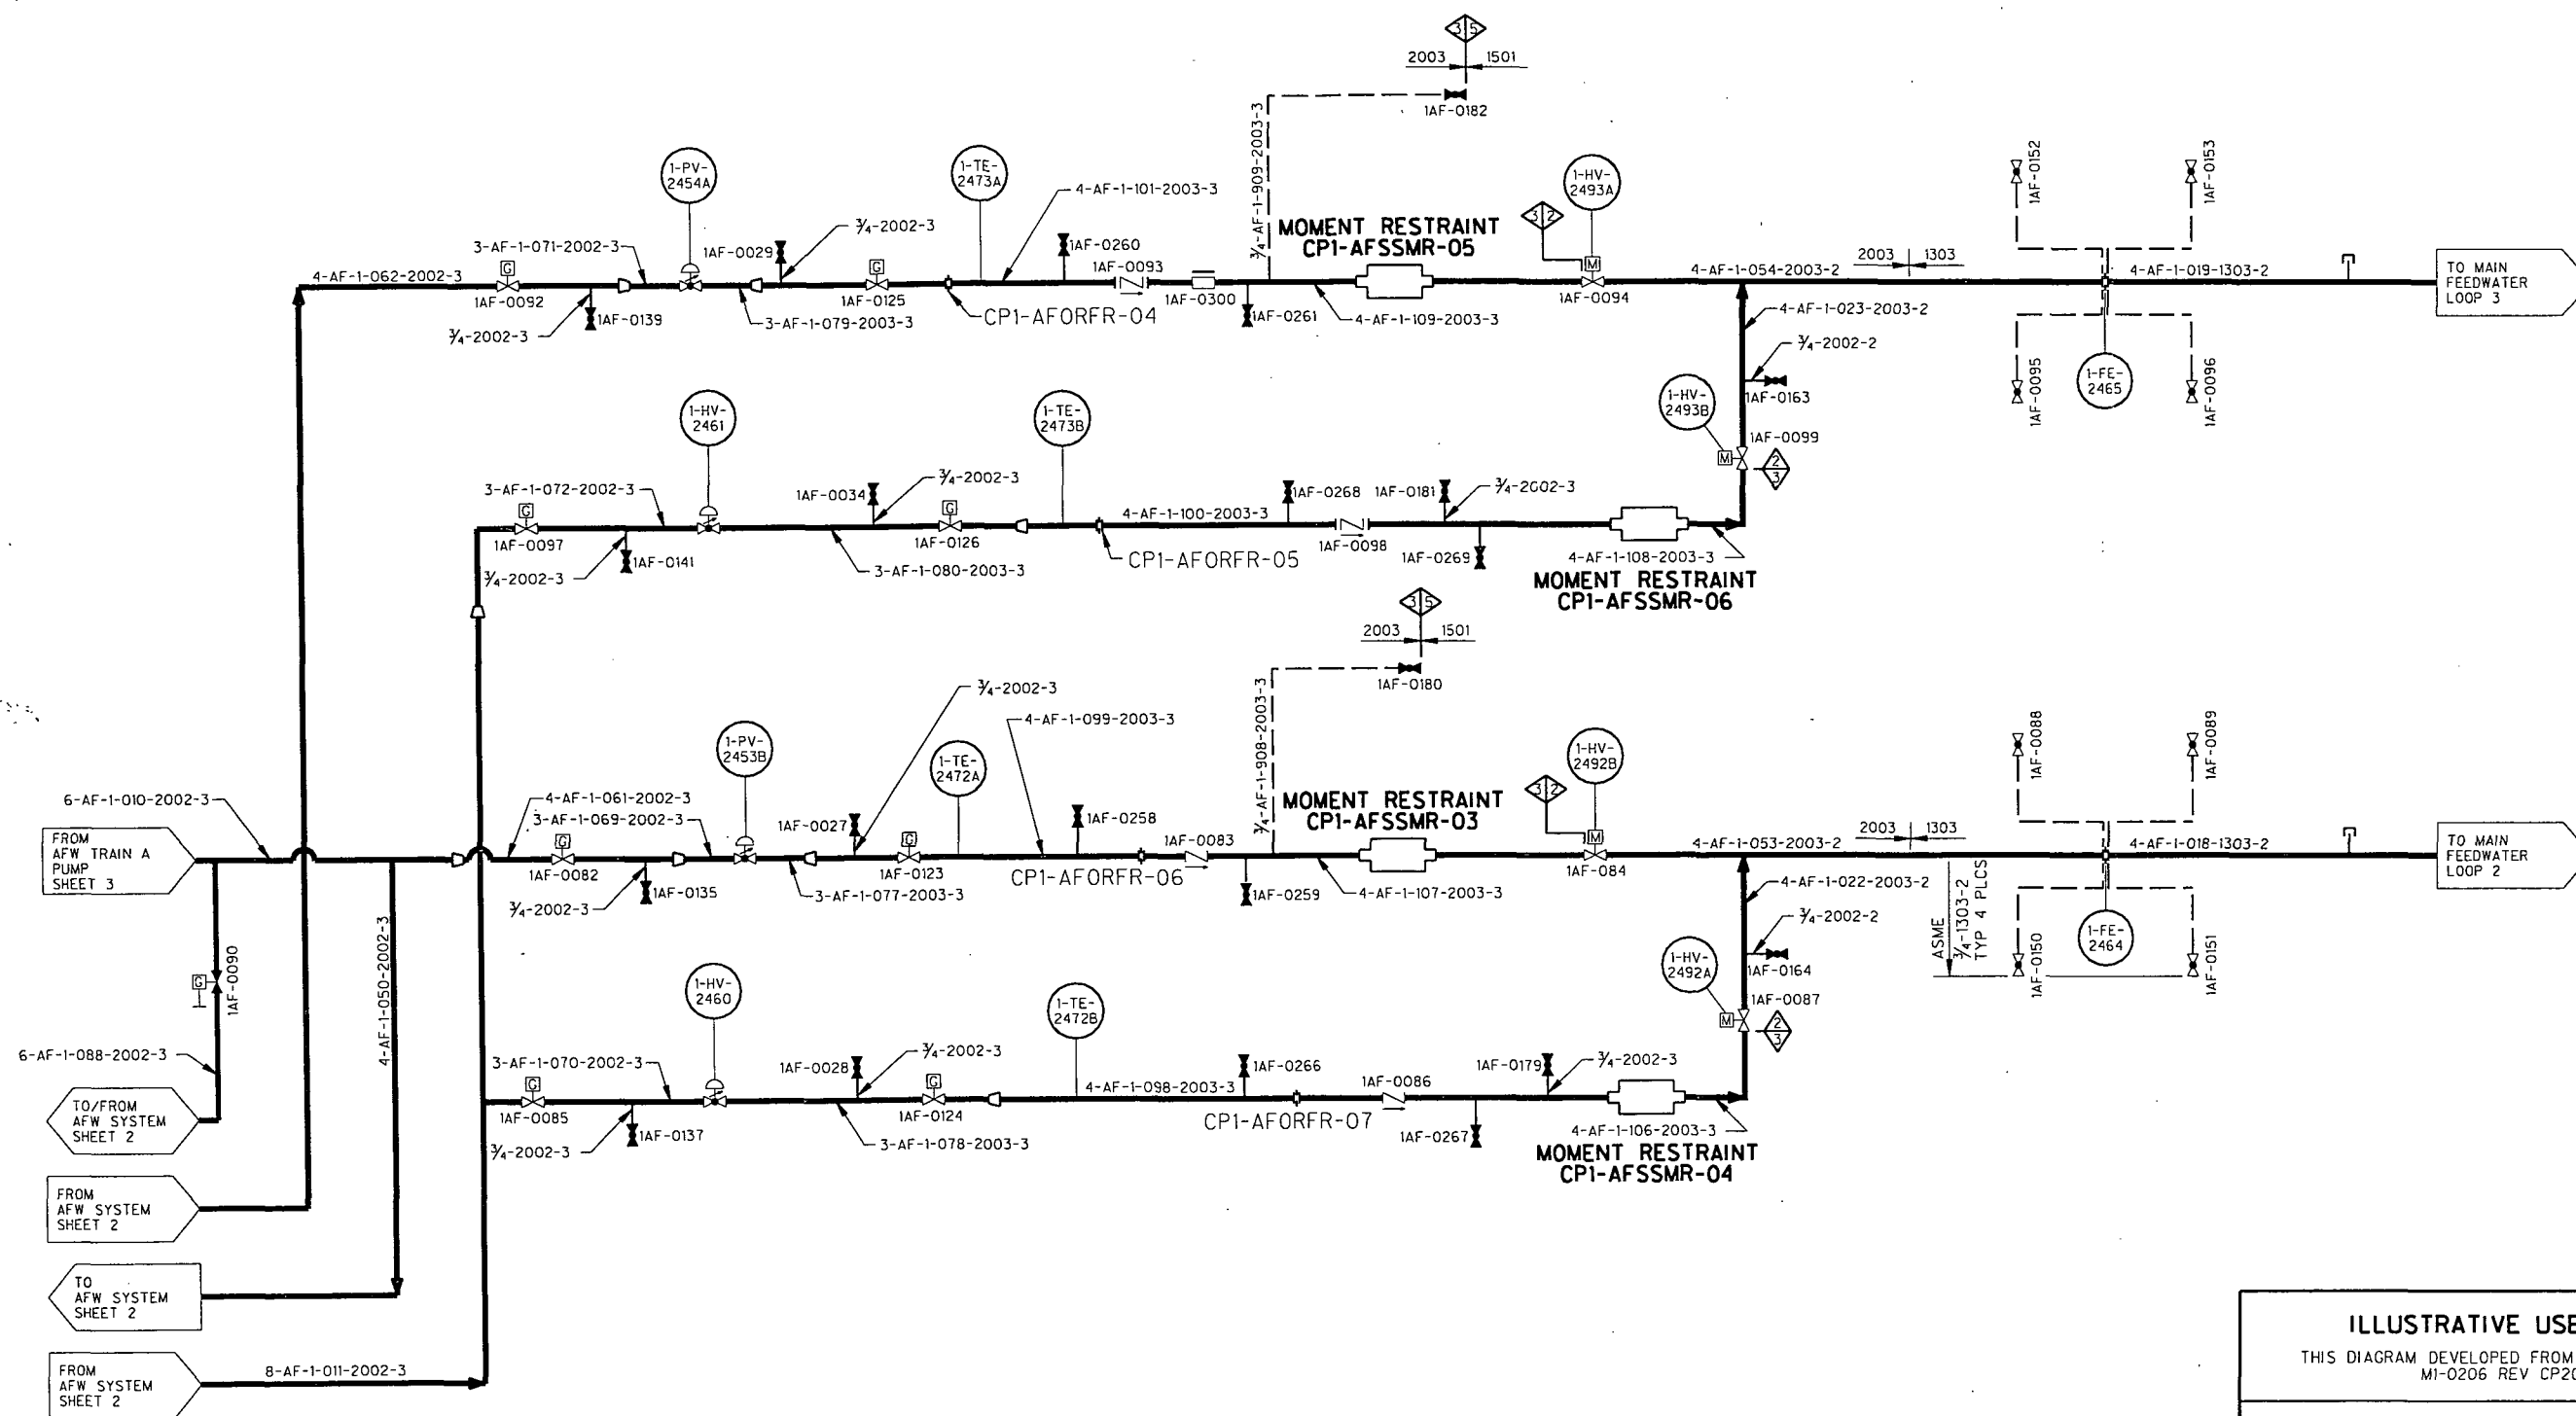 3 5
2003 1501
1AF-0182
3/4-AF-1-909-2003-3
1-PV-
2454A
1-TE-
2473A
4-AF-1-101-2003-3
1-HV-
2493A
3 2
1AF-0152
1AF-0153
3/4-2002-3
MOMENT RESTRAINT
CP1-AFSSMR-05
3-AF-1-071-2002-3
1AF-0029
1AF-0260
1AF-0093
4-AF-1-062-2002-3
G
G
M
4-AF-1-054-2003-2
2003 1303
4-AF-1-019-1303-2
TO MAIN
FEEDWATER
LOOP 3
1AF-0092
1AF-0139
3/4-2002-3
3-AF-1-079-2003-3
1AF-0125
CP1-AFORFR-04
1AF-0300
1AF-0261
4-AF-1-109-2003-3
1AF-0094
4-AF-1-023-2003-2
3/4-2002-2
1AF-0163
1AF-0095
1-FE-
2465
1AF-0096
1-HV-
2461
1-TE-
2473B
1-HV-
2493B
1AF-0099
M
2
3
3-AF-1-072-2002-3
1AF-0034
3/4-2002-3
1AF-0268
1AF-0181
3/4-2002-3
G
G
4-AF-1-100-2003-3
1AF-0097
1AF-0141
3/4-2002-3
3-AF-1-080-2003-3
1AF-0126
CP1-AFORFR-05
1AF-0098
1AF-0269
4-AF-1-108-2003-3
MOMENT RESTRAINT
CP1-AFSSMR-06
3 5
2003 1501
1AF-0180
3/4-AF-1-908-2003-3
3/4-2002-3
4-AF-1-099-2003-3
1-PV-
2453B
1-TE-
2472A
1-HV-
2492B
3 2
1AF-0088
1AF-0089
6-AF-1-010-2002-3
4-AF-1-061-2002-3
3-AF-1-069-2002-3
1AF-0027
1AF-0258
1AF-0083
MOMENT RESTRAINT
CP1-AFSSMR-03
FROM
AFW TRAIN A
PUMP
SHEET 3
G
G
M
4-AF-1-053-2003-2
2003 1303
4-AF-1-018-1303-2
TO MAIN
FEEDWATER
LOOP 2
1AF-0082
1AF-0135
3/4-2002-3
3-AF-1-077-2003-3
1AF-0123
CP1-AFORFR-06
1AF-0259
4-AF-1-107-2003-3
1AF-084
4-AF-1-022-2003-2
3/4-2002-2
1AF-0164
ASME
3/4-1303-2
TYP 4 PLCS
1AF-0150
1-FE-
2464
1AF-0151
G
1AF-0090
4-AF-1-050-2002-3
1-HV-
2460
1-TE-
2472B
1-HV-
2492A
1AF-0087
M
2
3
6-AF-1-088-2002-3
3-AF-1-070-2002-3
1AF-0028
3/4-2002-3
1AF-0266
1AF-0086
1AF-0179
3/4-2002-3
G
G
4-AF-1-098-2003-3
1AF-0085
1AF-0137
3/4-2002-3
3-AF-1-078-2003-3
1AF-0124
CP1-AFORFR-07
1AF-0267
4-AF-1-106-2003-3
MOMENT RESTRAINT
CP1-AFSSMR-04
TO/FROM
AFW SYSTEM
SHEET 2
FROM
AFW SYSTEM
SHEET 2
TO
AFW SYSTEM
SHEET 2
FROM
AFW SYSTEM
SHEET 2
8-AF-1-011-2002-3
ILLUSTRATIVE USE
THIS DIAGRAM DEVELOPED FROM
M1-0206 REV